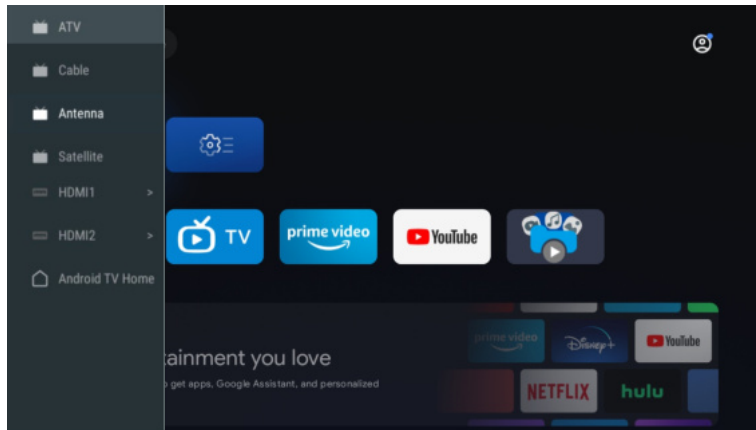 ATV
Cable
Antenna
Satellite
HDMI1 >
HDMI2 >
Android TV Home
TV
prime video
YouTube
tainment you love
get apps, Google Assistant, and personalized
prime video
Disney+
YouTube
NETFLIX
hulu